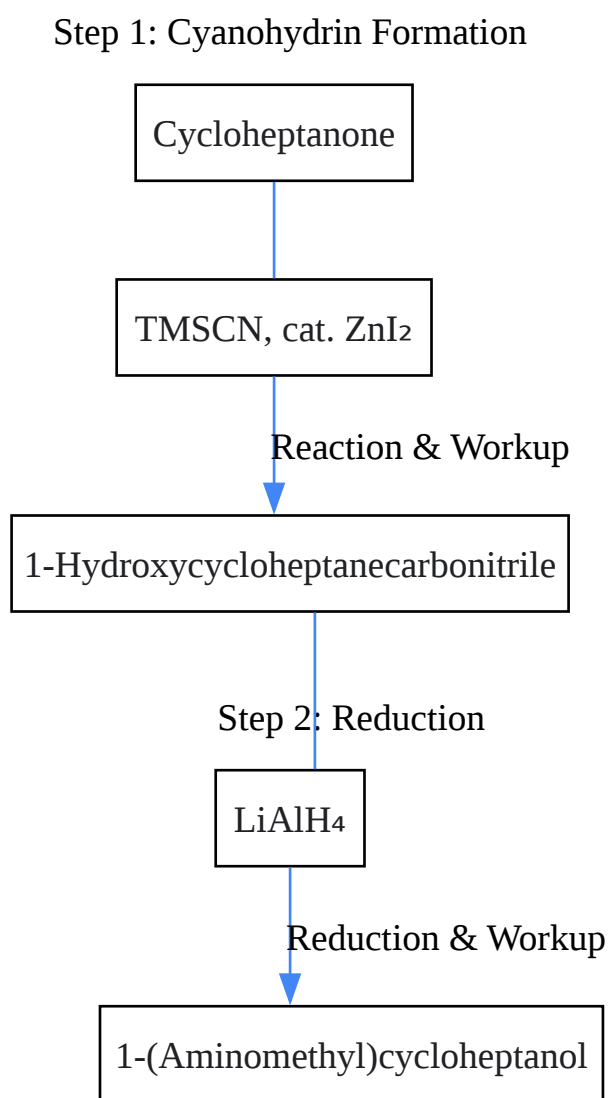 Step 1: Cyanohydrin Formation
Cycloheptanone
TMSCN, cat. ZnI₂
Reaction & Workup
1-Hydroxycycloheptanecarbonitrile
Step 2: Reduction
LiAlH₄
Reduction & Workup
1-(Aminomethyl)cycloheptanol